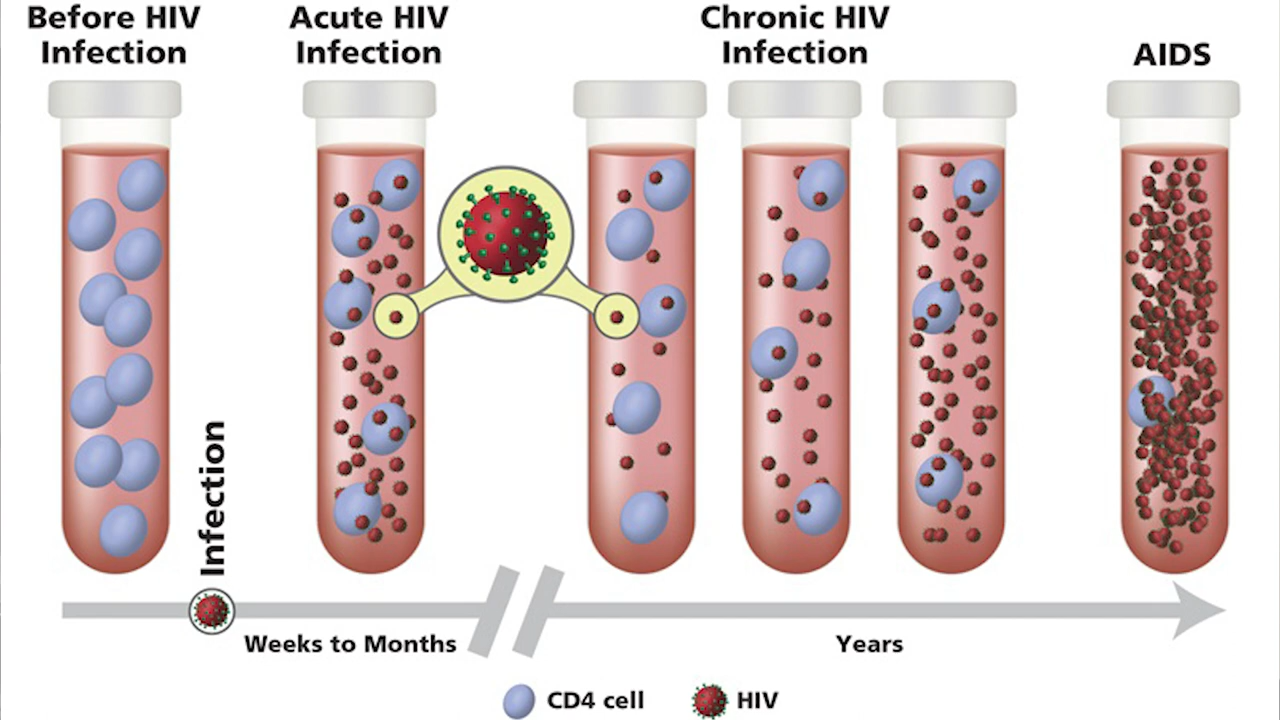 Before HIV
Infection
Acute HIV
Infection
Chronic HIV
Infection
AIDS
Infection
Weeks to Months
Years
CD4 cell
HIV